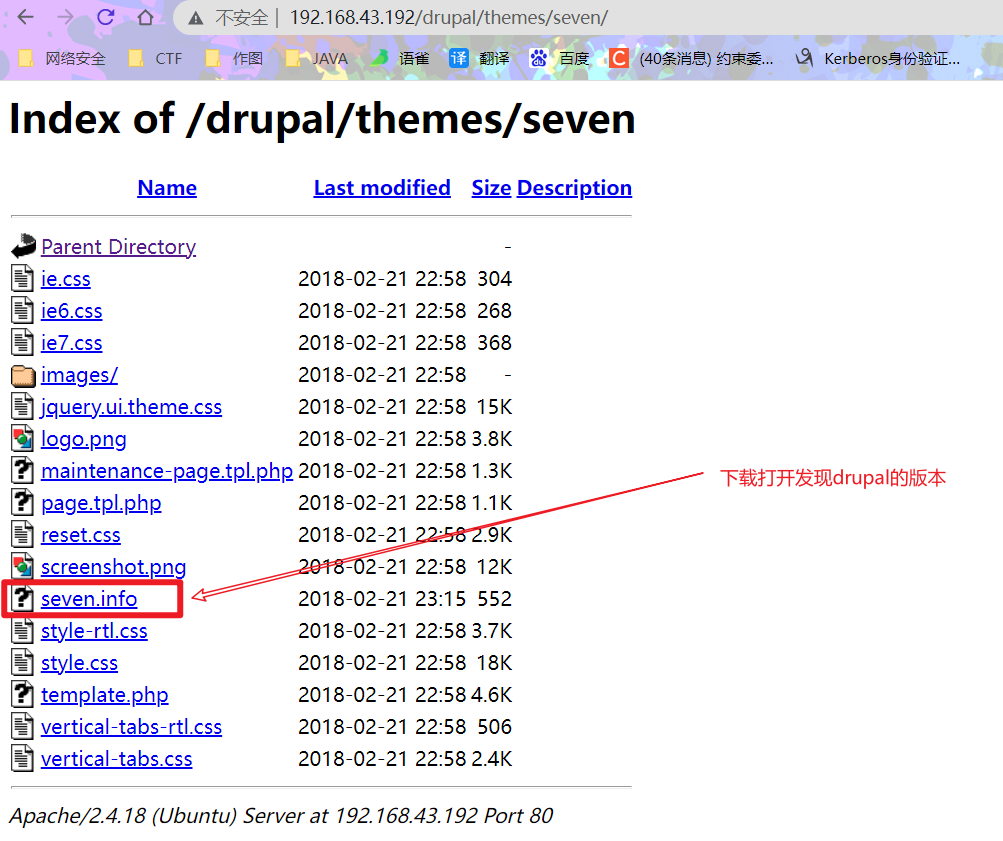 不安全 | 192.168.43.192/drupal/themes/seven/
网络安全 CTF 作图 JAVA 语雀 译 翻译 百度 C (40条消息) 约束委... Kerberos身份验证...
Index of /drupal/themes/seven
Name Last modified Size Description
Parent Directory -
ie.css 2018-02-21 22:58 304
ie6.css 2018-02-21 22:58 268
ie7.css 2018-02-21 22:58 368
images/ 2018-02-21 22:58 -
jquery.ui.theme.css 2018-02-21 22:58 15K
logo.png 2018-02-21 22:58 3.8K
maintenance-page.tpl.php 2018-02-21 22:58 1.3K
下载打开发现drupal的版本
page.tpl.php 2018-02-21 22:58 1.1K
reset.css 2018-02-21 22:58 2.9K
screenshot.png 2018-02-21 22:58 12K
seven.info 2018-02-21 23:15 552
style-rtl.css 2018-02-21 22:58 3.7K
style.css 2018-02-21 22:58 18K
template.php 2018-02-21 22:58 4.6K
vertical-tabs-rtl.css 2018-02-21 22:58 506
vertical-tabs.css 2018-02-21 22:58 2.4K
Apache/2.4.18 (Ubuntu) Server at 192.168.43.192 Port 80